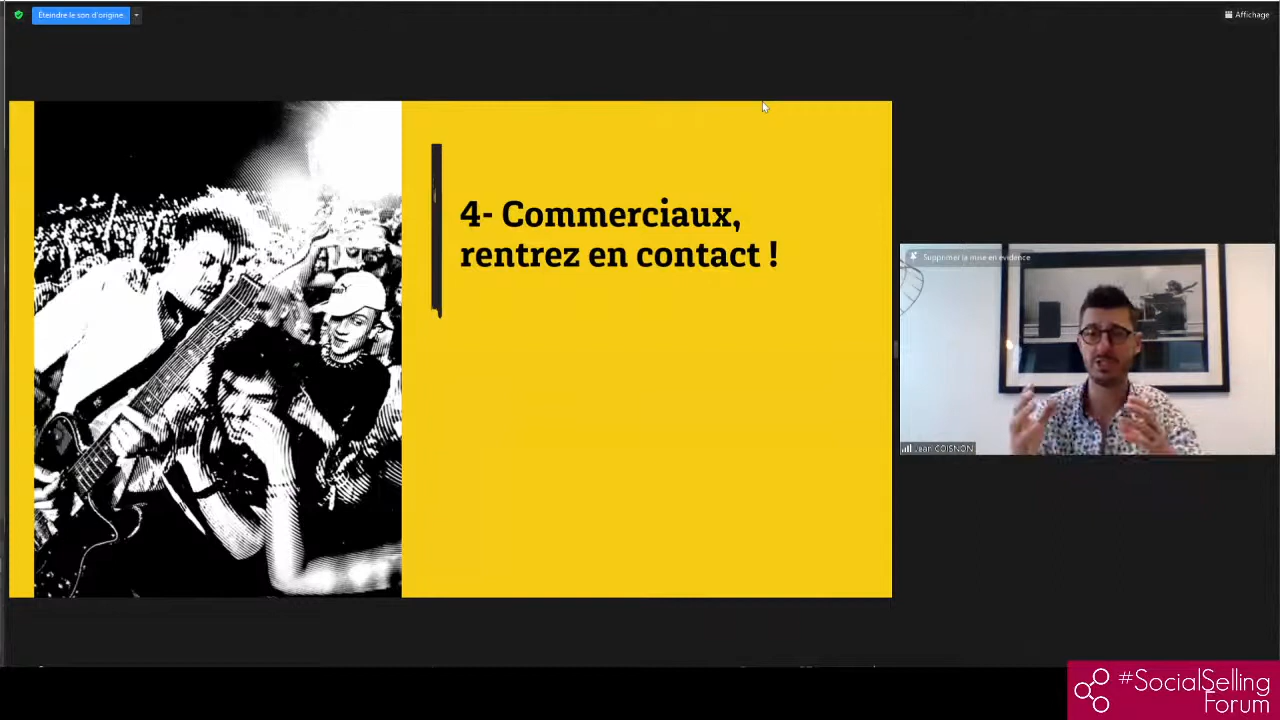 Éteindre le son d'origine
Affichage
4- Commerciaux,
rentrez en contact !
Supprimer la mise en évidence
Jean COISNON
#SocialSelling
Forum